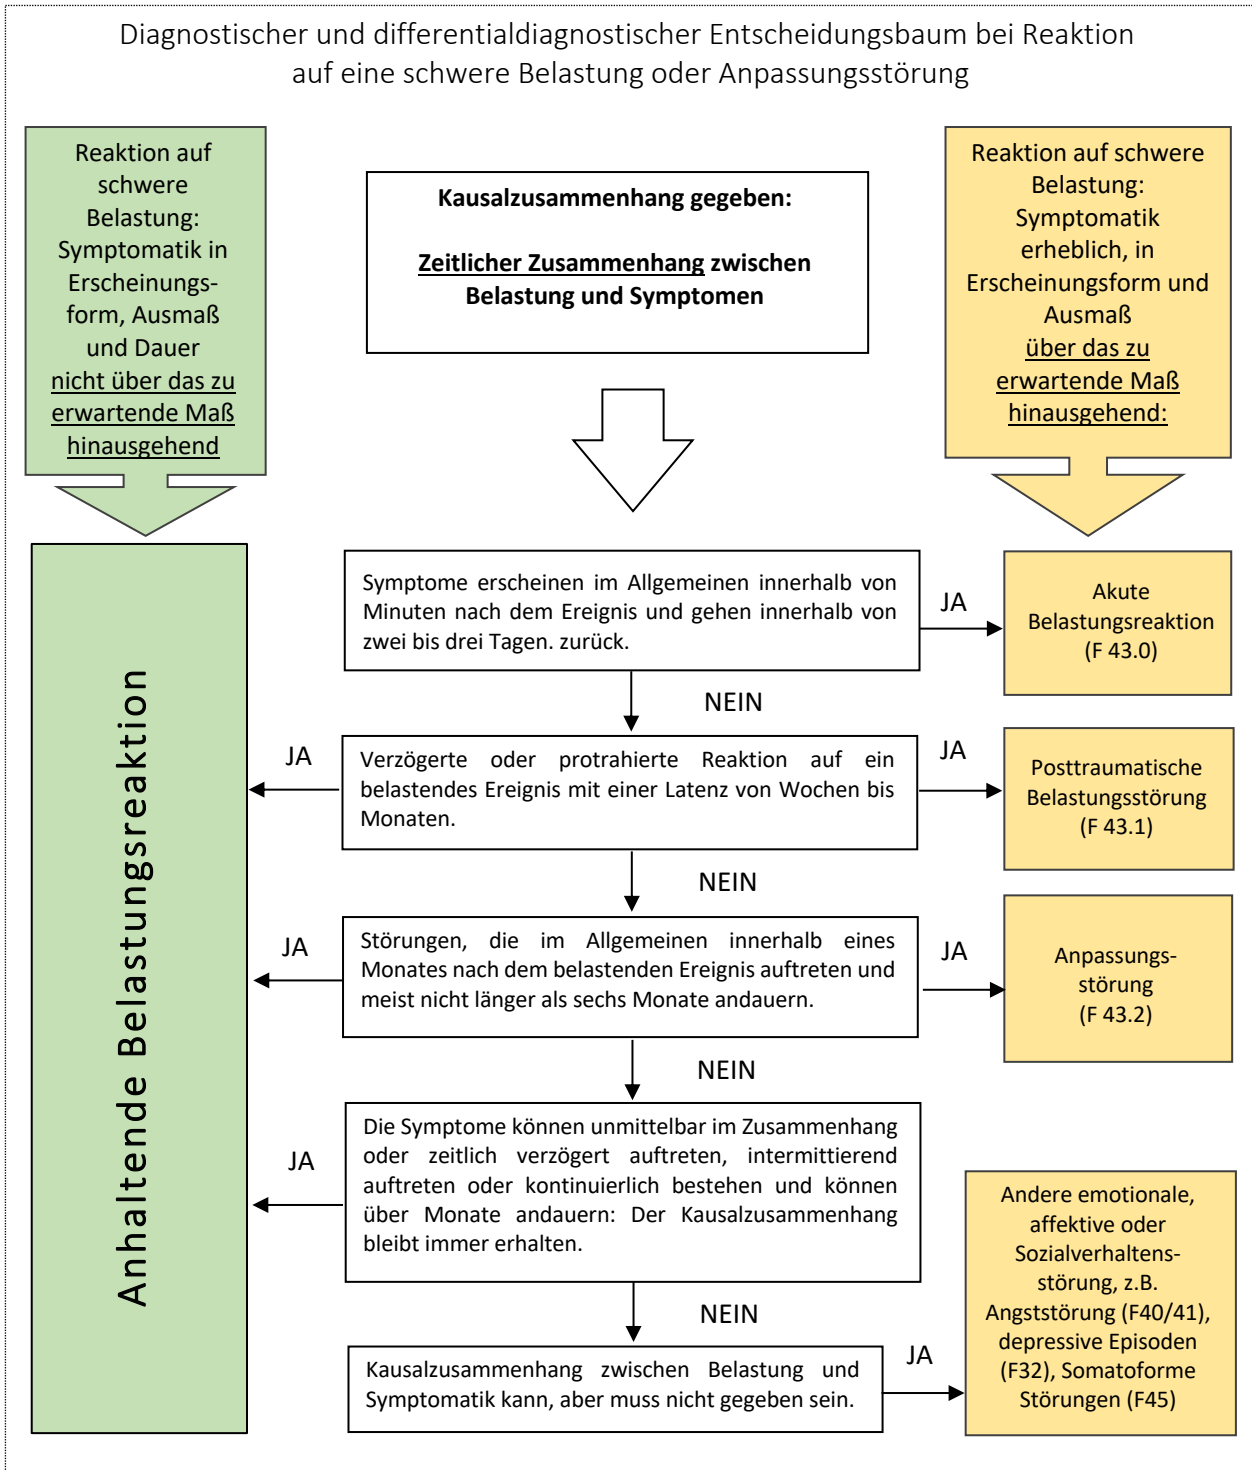 Diagnostischer und differentialdiagnostischer Entscheidungsbaum bei Reaktion
auf eine schwere Belastung oder Anpassungsstörung
Reaktion auf
schwere
Belastung:
Symptomatik in
Erscheinungs-
form, Ausmaß
und Dauer
nicht über das zu
erwartende Maß
hinausgehend
Kausalzusammenhang gegeben:
Zeitlicher Zusammenhang zwischen
Belastung und Symptomen
Reaktion auf schwere
Belastung:
Symptomatik
erheblich, in
Erscheinungsform und
Ausmaß
über das zu
erwartende Maß
hinausgehend:
Anhaltende Belastungsreaktion
Symptome erscheinen im Allgemeinen innerhalb von
Minuten nach dem Ereignis und gehen innerhalb von
zwei bis drei Tagen. zurück.
JA
Akute
Belastungsreaktion
(F 43.0)
NEIN
JA
Verzögerte oder protrahierte Reaktion auf ein
belastendes Ereignis mit einer Latenz von Wochen bis
Monaten.
JA
Posttraumatische
Belastungsstörung
(F 43.1)
NEIN
JA
Störungen, die im Allgemeinen innerhalb eines
Monates nach dem belastenden Ereignis auftreten und
meist nicht länger als sechs Monate andauern.
JA
Anpassungs-
störung
(F 43.2)
NEIN
JA
Die Symptome können unmittelbar im Zusammenhang
oder zeitlich verzögert auftreten, intermittierend
auftreten oder kontinuierlich bestehen und können
über Monate andauern: Der Kausalzusammenhang
bleibt immer erhalten.
NEIN
Kausalzusammenhang zwischen Belastung und
Symptomatik kann, aber muss nicht gegeben sein.
JA
Andere emotionale,
affektive oder
Sozialverhaltens-
störung, z.B.
Angststörung (F40/41),
depressive Episoden
(F32), Somatoforme
Störungen (F45)